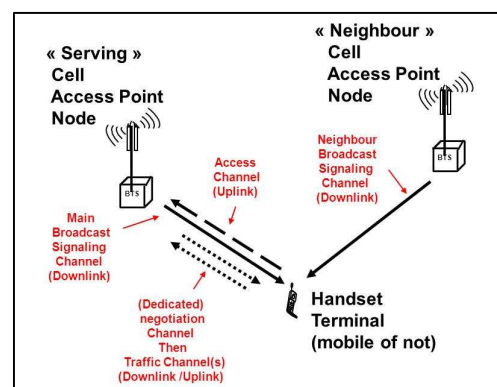 « Serving »
Cell
Access Point
Node
« Neighbour »
Cell
Access Point
Node
BTS
BTS
Access
Channel
(Uplink)
Neighbour
Broadcast
Signaling
Channel
(Downlink)
Main
Broadcast
Signaling
Channel
(Downlink)
(Dedicated)
negotiation
Channel
Then
Traffic Channel(s)
(Downlink /Uplink)
Handset
Terminal
(mobile of not)